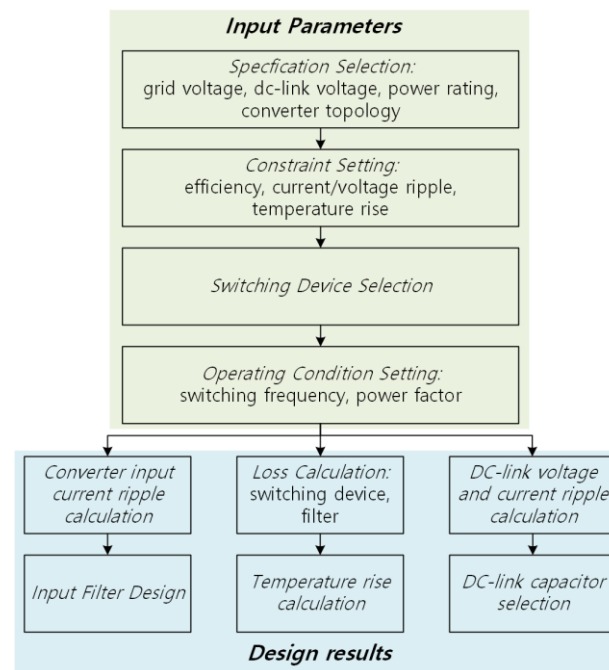 Input Parameters
Specfication Selection:
grid voltage, dc-link voltage, power rating,
converter topology
Constraint Setting:
efficiency, current/voltage ripple,
temperature rise
Switching Device Selection
Operating Condition Setting:
switching frequency, power factor
Converter input
current ripple
calculation
Loss Calculation:
switching device,
filter
DC-link voltage
and current ripple
calculation
Input Filter Design
Temperature rise
calculation
DC-link capacitor
selection
Design results